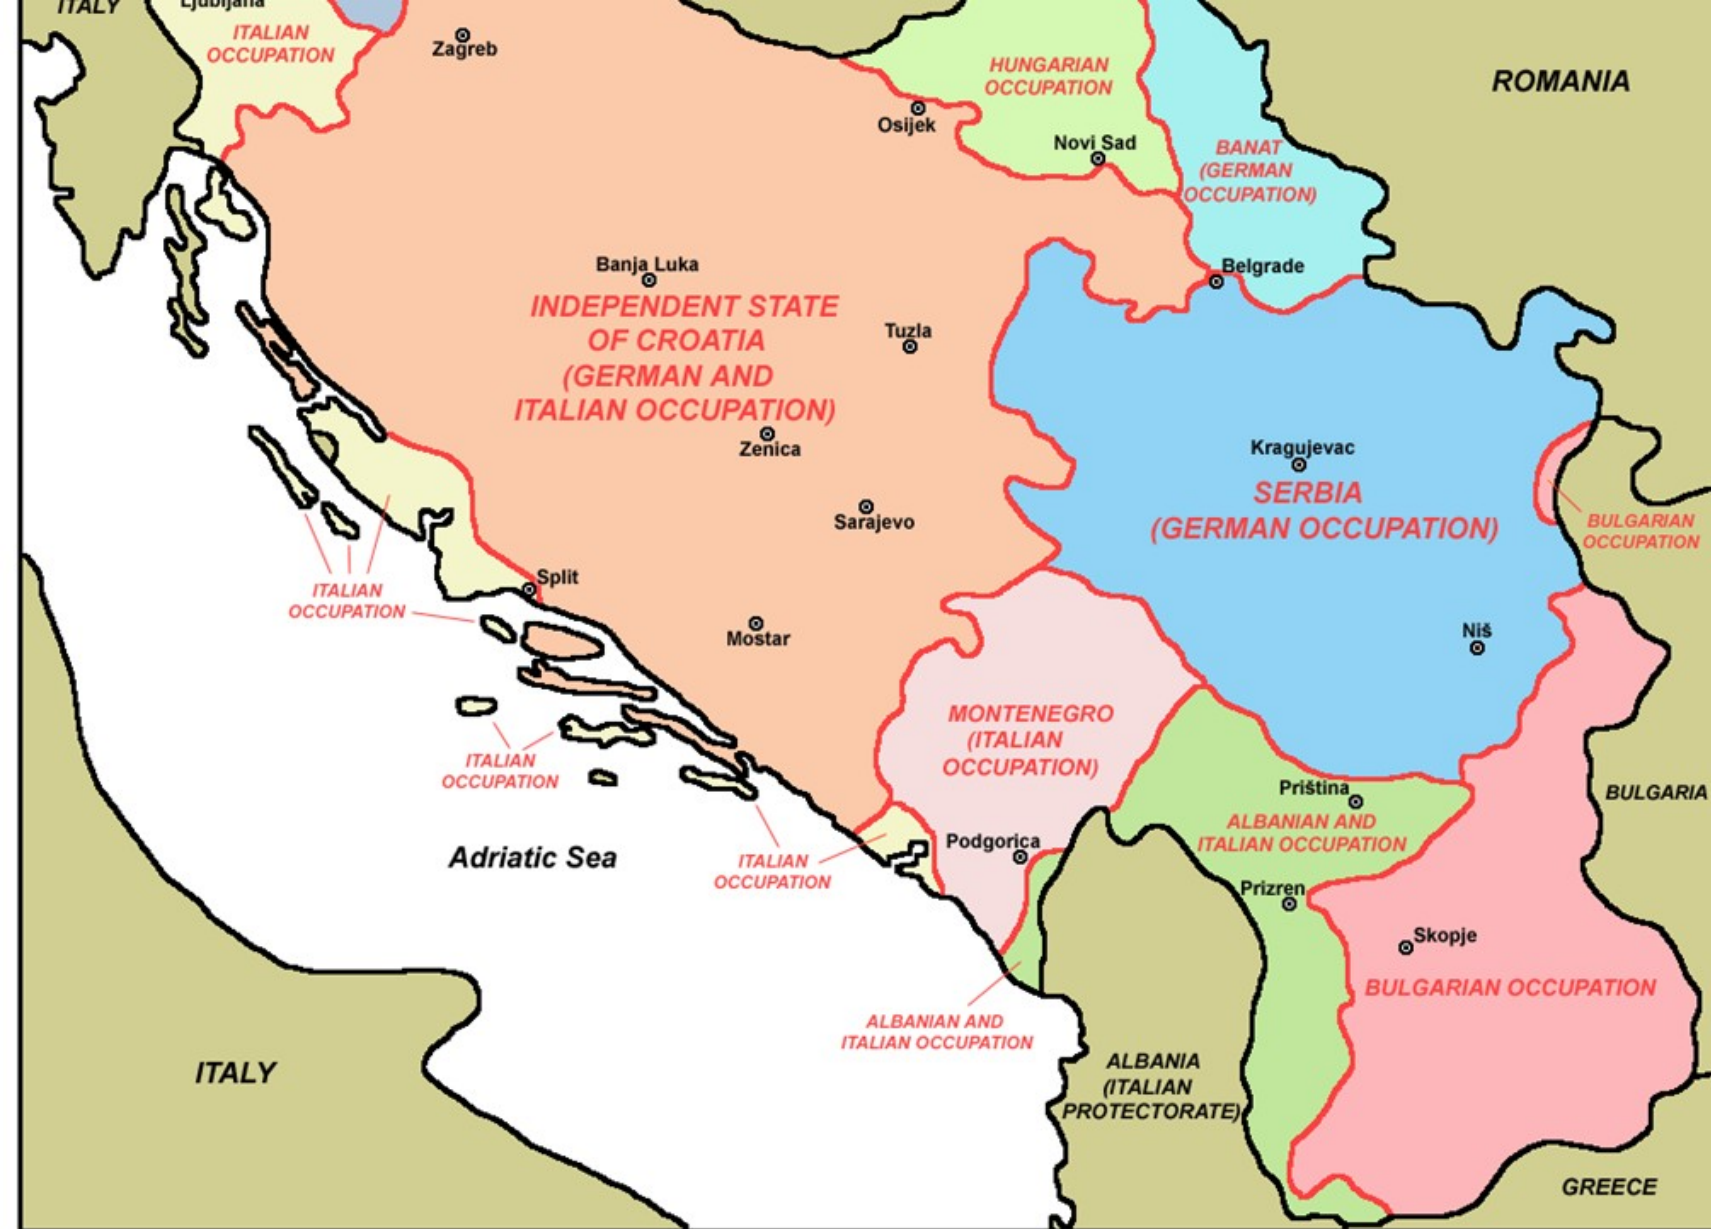 ITALY
Ljubljana
ITALIAN
OCCUPATION
Zagreb
HUNGARIAN
OCCUPATION
ROMANIA
Osijek
Novi Sad
BANAT
(GERMAN
OCCUPATION)
Banja Luka
Belgrade
INDEPENDENT STATE
OF CROATIA
(GERMAN AND
ITALIAN OCCUPATION)
Tuzla
Zenica
Kragujevac
SERBIA
(GERMAN OCCUPATION)
Sarajevo
BULGARIAN
OCCUPATION
Split
ITALIAN
OCCUPATION
Mostar
Niš
MONTENEGRO
(ITALIAN
OCCUPATION)
ITALIAN
OCCUPATION
Priština
BULGARIA
ALBANIAN AND
ITALIAN OCCUPATION
Podgorica
Adriatic Sea
ITALIAN
OCCUPATION
Prizren
Skopje
BULGARIAN OCCUPATION
ALBANIAN AND
ITALIAN OCCUPATION
ITALY
ALBANIA
(ITALIAN
PROTECTORATE)
GREECE